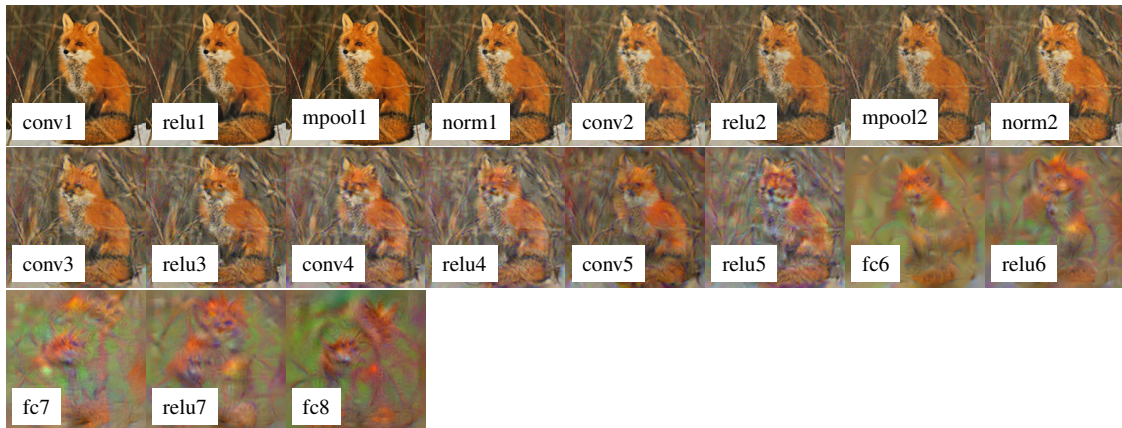 conv1
relu1
mpool1
norm1
conv2
relu2
mpool2
norm2
conv3
relu3
conv4
relu4
conv5
relu5
fc6
relu6
fc7
relu7
fc8